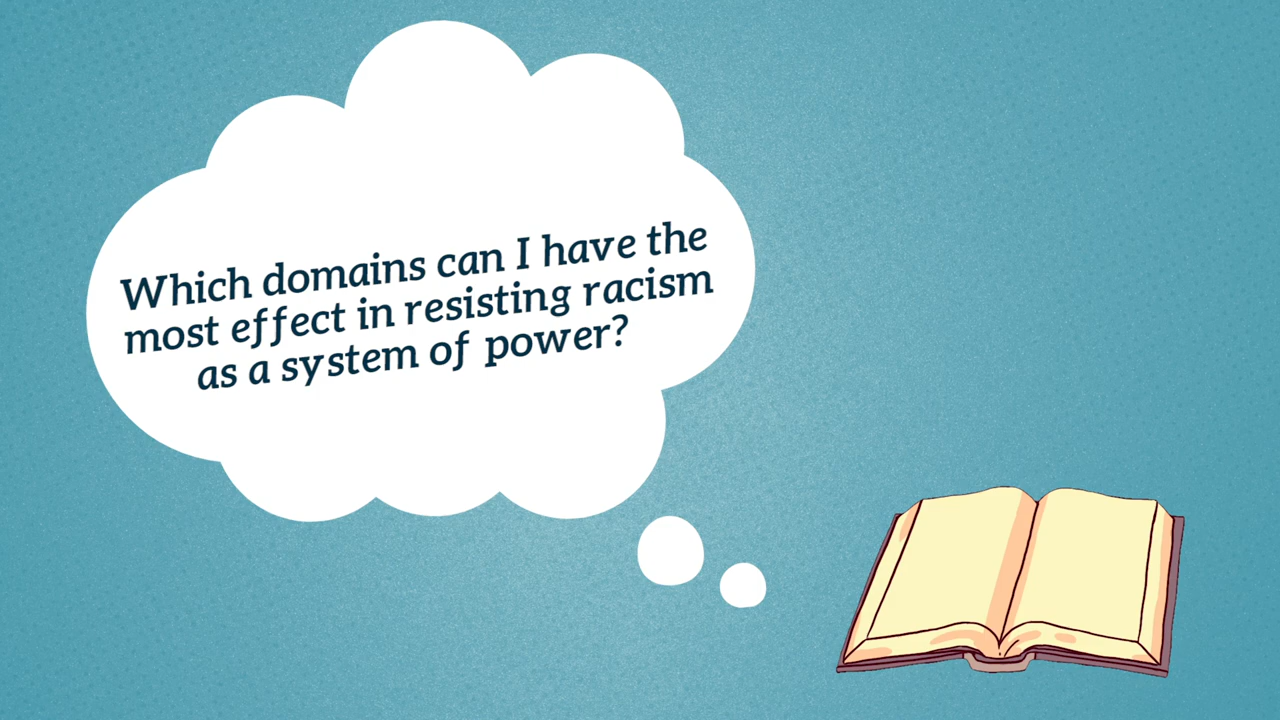 Which domains can I have the
most effect in resisting racism
as a system of power?